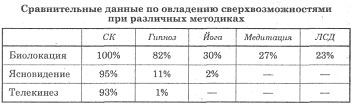 Сравнительные данные по овладению сверхвозможностями
при различных методиках
СК Гипноз Йога Медитация ЛСД
Биолокация 100% 82% 30% 27% 23%
Ясновидение 95% 11% 2% — —
Телекинез 93% 1% — — —